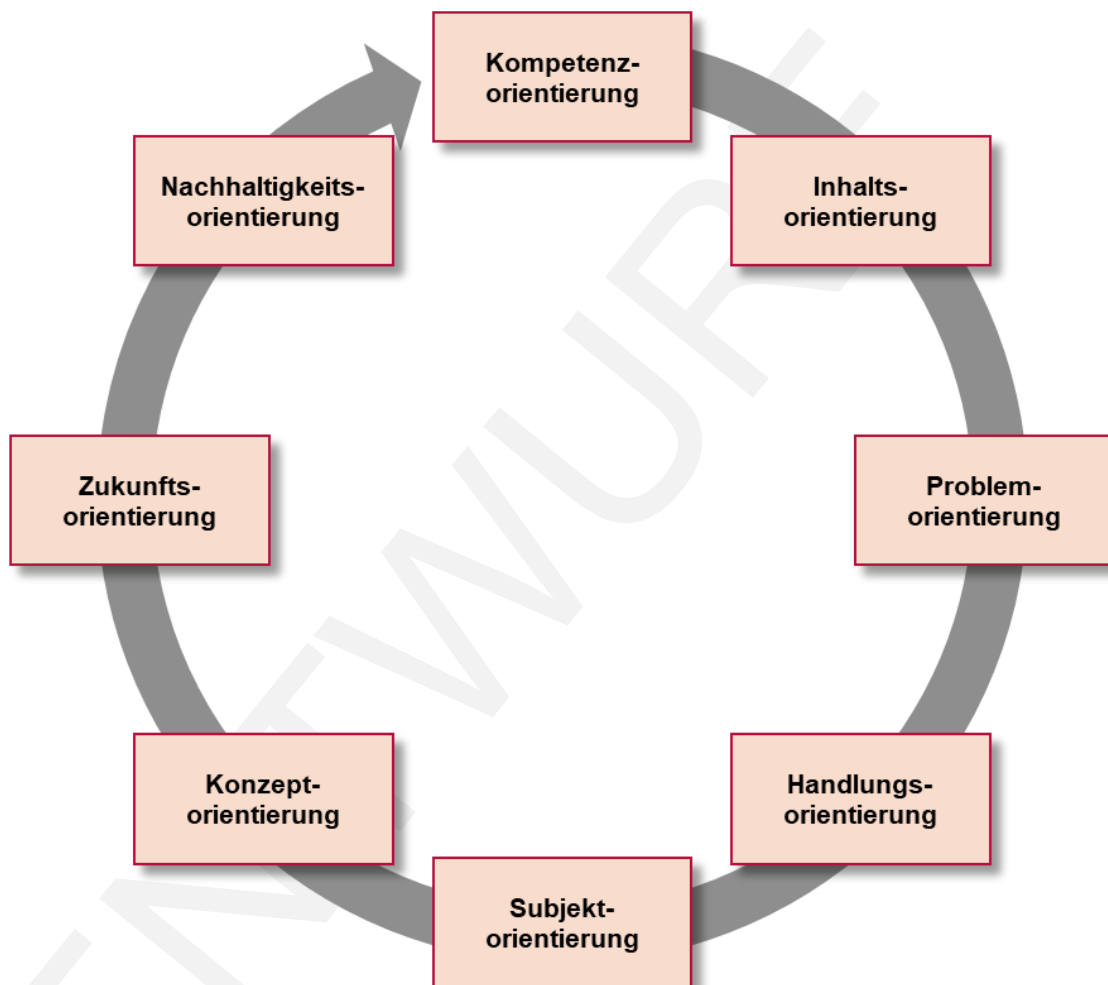 Kompetenz-
orientierung
Inhalts-
orientierung
Problem-
orientierung
Handlungs-
orientierung
Subjekt-
orientierung
Konzept-
orientierung
Zukunfts-
orientierung
Nachhaltigkeits-
orientierung
ENTWURF